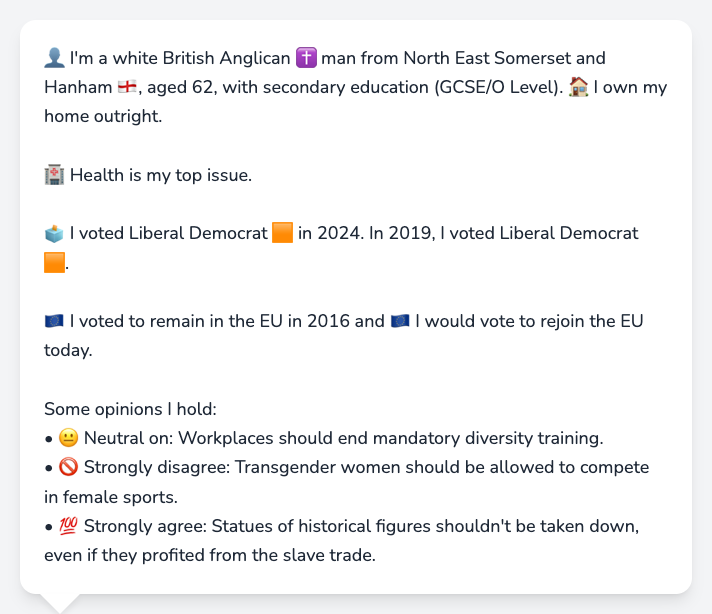 👤 I'm a white British Anglican ✝️ man from North East Somerset and
Hanham 🏴󠁧󠁢󠁥󠁮󠁧󠁿, aged 62, with secondary education (GCSE/O Level). 🏠 I own my
home outright.
🏥 Health is my top issue.
🗳️ I voted Liberal Democrat 🟧 in 2024. In 2019, I voted Liberal Democrat
🟧.
🇪🇺 I voted to remain in the EU in 2016 and 🇪🇺 I would vote to rejoin the EU
today.
Some opinions I hold:
• 😐 Neutral on: Workplaces should end mandatory diversity training.
• 🚫 Strongly disagree: Transgender women should be allowed to compete
in female sports.
• 💯 Strongly agree: Statues of historical figures shouldn't be taken down,
even if they profited from the slave trade.